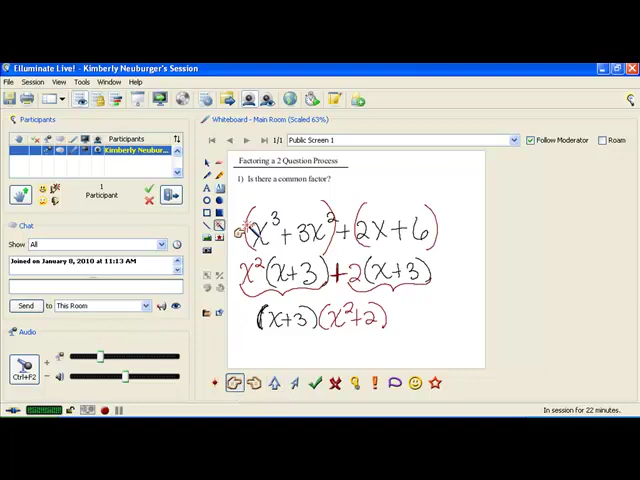 Elluminate Live! - Kimberly Neuburger's Session
File Session View Tools Window Help
Participants
Participants
Kimberly Neubur...
1
Participants
Chat
Show All
Joined on January 8, 2010 at 11:13 AM
Send to This Room
Audio
Ctrl+F2
Whiteboard - Main Room (Scaled 63%)
1/1 Public Screen 1 Follow Moderator Roam
Factoring a 2 Question Process
1) Is there a common factor?
(x³ + 3x²) + (2x + 6)
x²(x+3) + 2(x+3)
(x+3)(x²+2)
In session for 22 minutes.